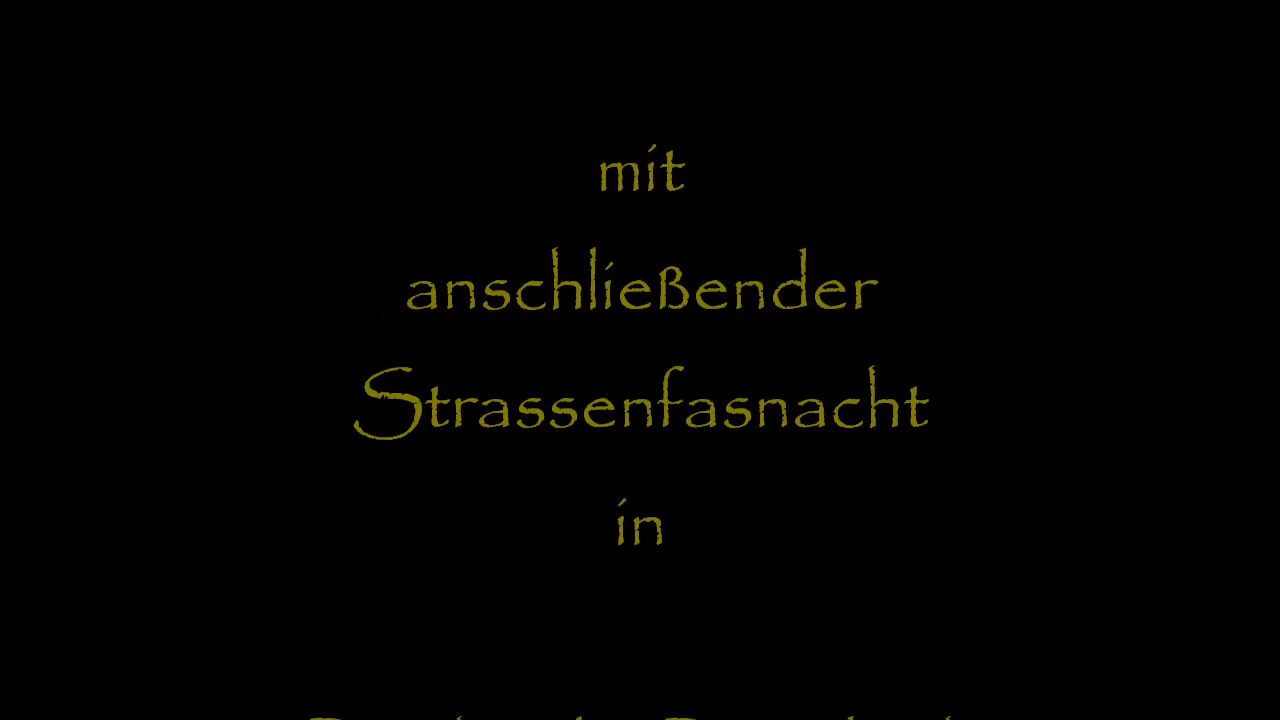 mit
anschließender
Strassenfasnacht
in